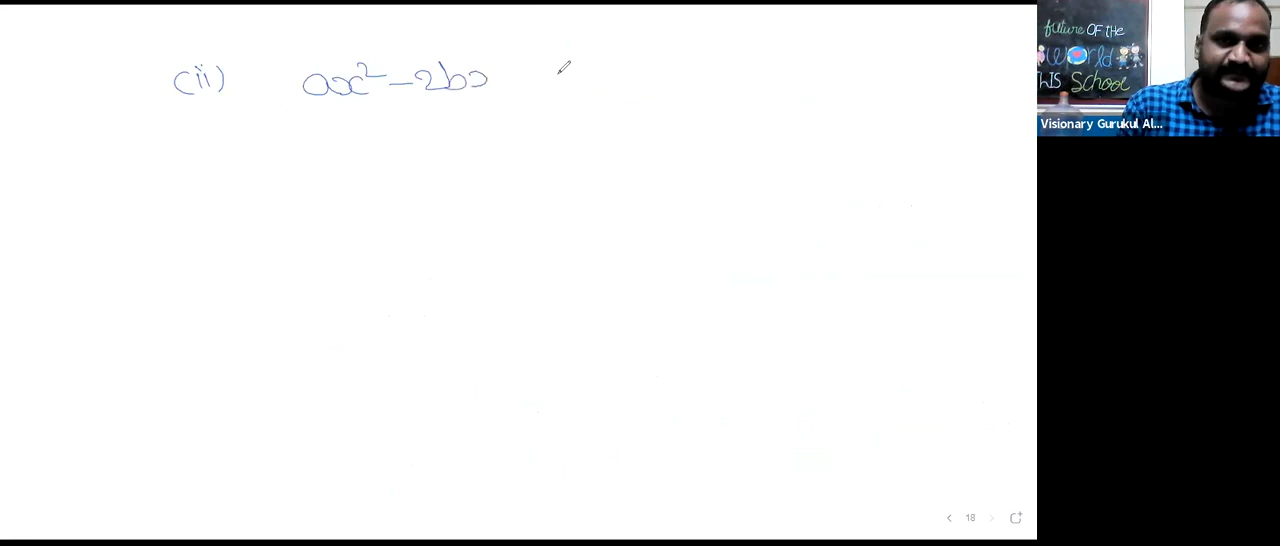 (ii) ax² - 2bx
future OF the
World
THIS School
Visionary Gurukul Al...
18